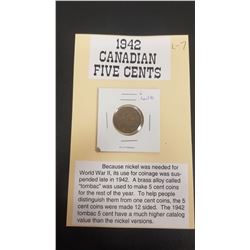 1942
CANADIAN
FIVE CENTS
L-7
Because nickel was needed for
World War II, its use for coinage was sus-
pended late in 1942. A brass alloy called
"tombac" was used to make 5 cent coins
for the rest of the year. To help people
distinguish them from one cent coins, the 5
cent coins were made 12 sided. The 1942
tombac 5 cent have a much higher catalog
value than the nickel versions.